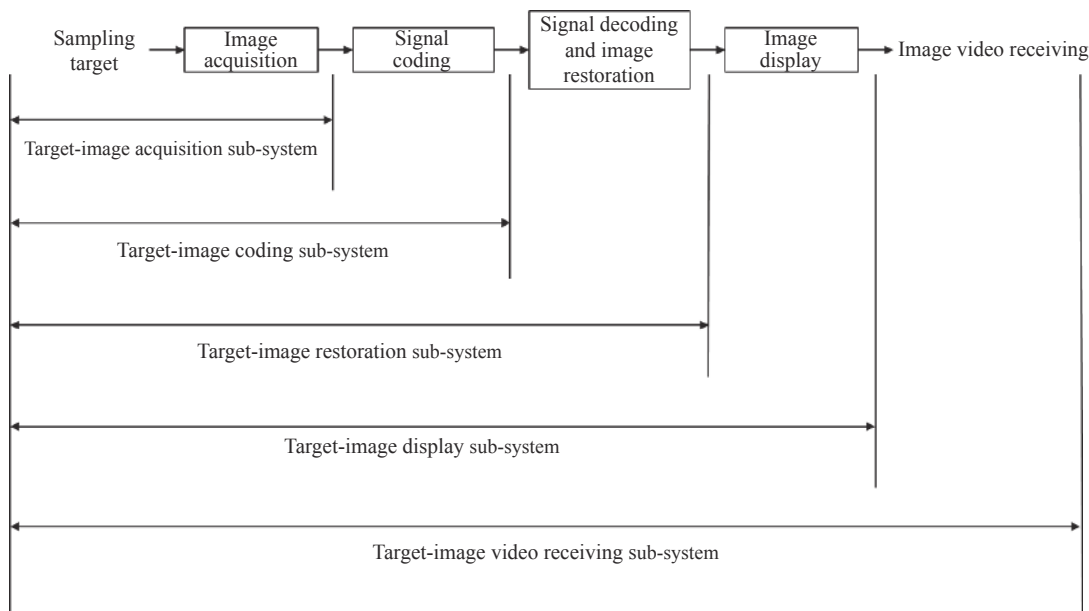 Sampling
target
Image
acquisition
Signal
coding
Signal decoding
and image
restoration
Image
display
Image video receiving
Target-image acquisition sub-system
Target-image coding sub-system
Target-image restoration sub-system
Target-image display sub-system
Target-image video receiving sub-system